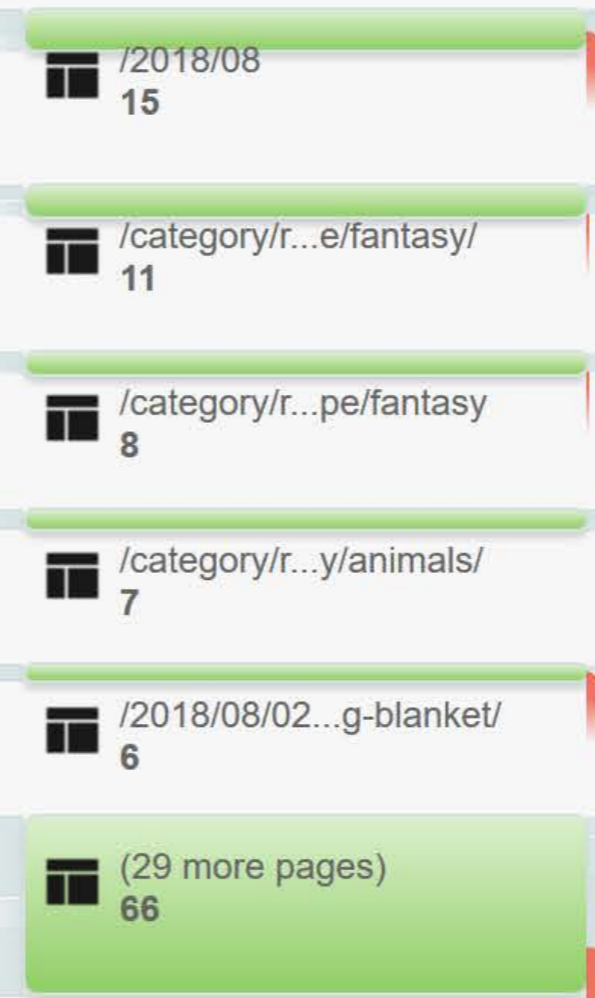 /2018/08
15
/category/r...e/fantasy/
11
/category/r...pe/fantasy
8
/category/r...y/animals/
7
/2018/08/02...g-blanket/
6
(29 more pages)
66